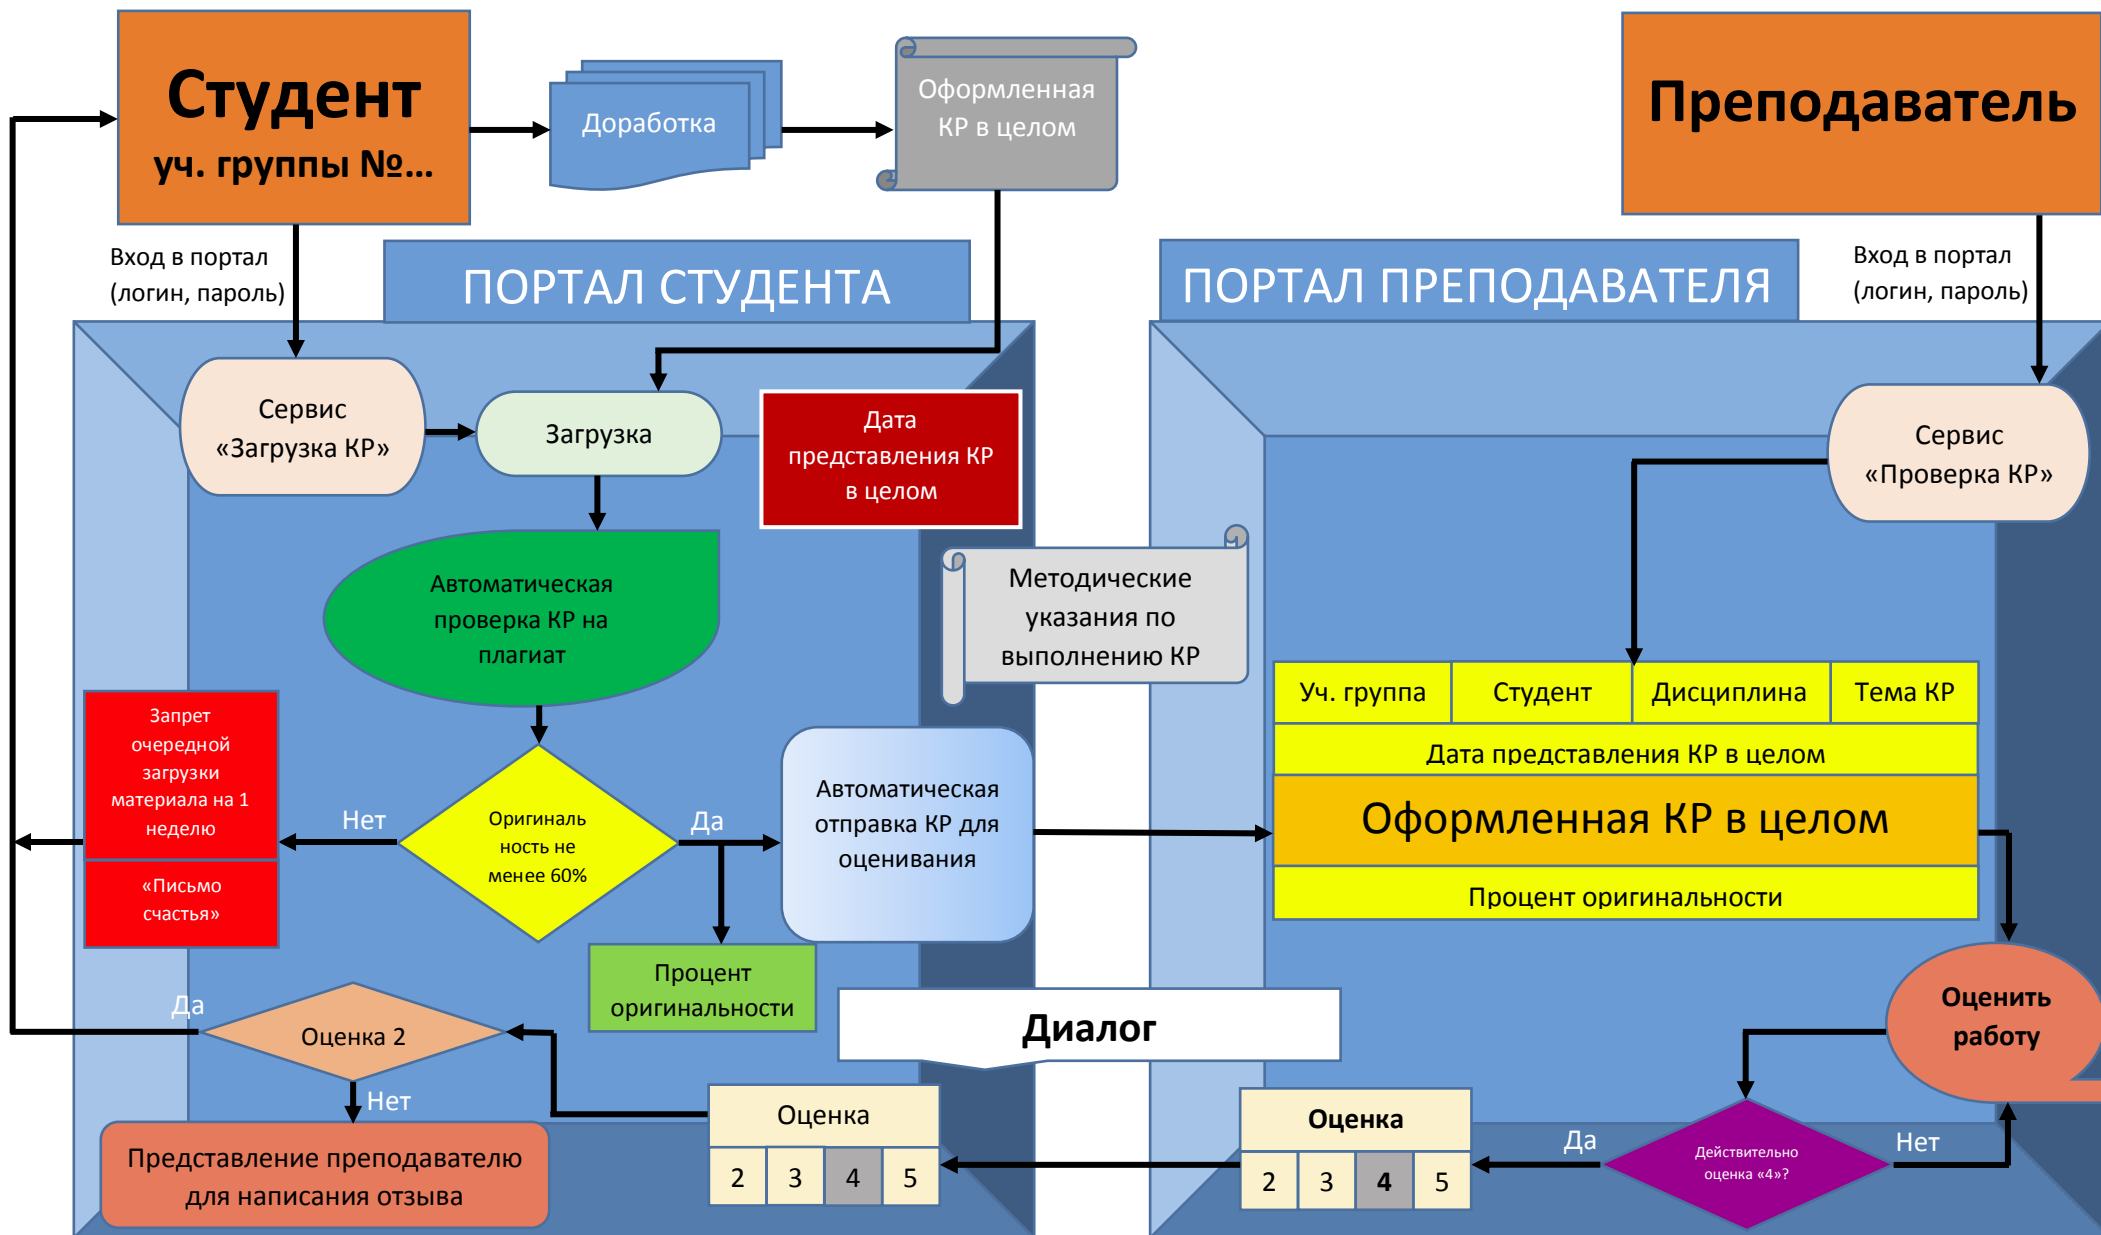 Студент
уч. группы №...
Доработка
Оформленная
КР в целом
Преподаватель
Вход в портал
(логин, пароль)
ПОРТАЛ СТУДЕНТА
ПОРТАЛ ПРЕПОДАВАТЕЛЯ
Вход в портал
(логин, пароль)
Сервис
«Загрузка КР»
Загрузка
Дата
представления КР
в целом
Сервис
«Проверка КР»
Автоматическая
проверка КР на
плагиат
Методические
указания по
выполнению КР
Уч. группа
Студент
Дисциплина
Тема КР
Дата представления КР в целом
Оформленная КР в целом
Процент оригинальности
Запрет
очередной
загрузки
материала на 1
неделю
«Письмо
счастья»
Нет
Оригиналь
ность не
менее 60%
Да
Автоматическая
отправка КР для
оценивания
Процент
оригинальности
Да
Оценка 2
Нет
Представление преподавателю
для написания отзыва
Диалог
Оценка
2 3 4 5
Оценка
2 3 4 5
Да
Действительно
оценка «4»?
Нет
Оценить
работу